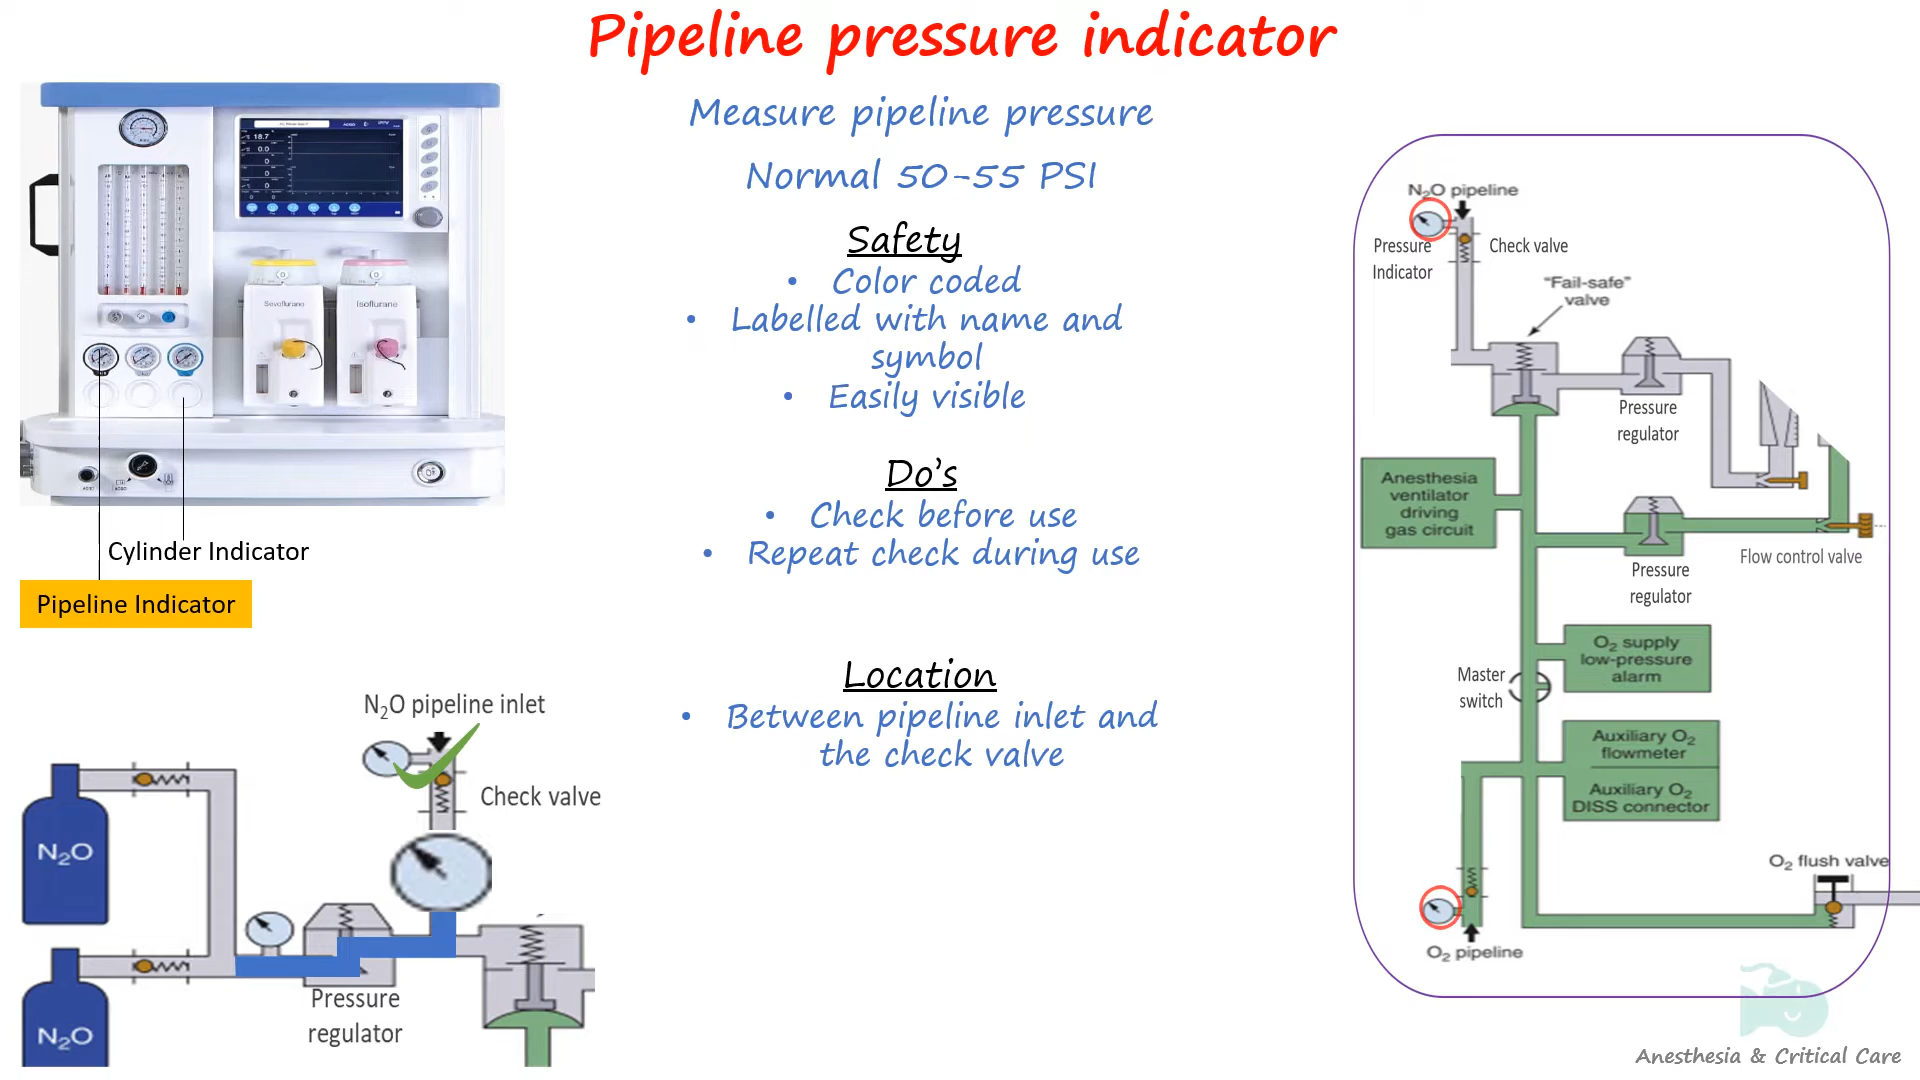 Pipeline pressure indicator
Measure pipeline pressure
Normal 50-55 PSI
Safety
• Color coded
• Labelled with name and
symbol
• Easily visible
Do's
• Check before use
• Repeat check during use
Location
• Between pipeline inlet and
the check valve
Sevoflurane
Isoflurane
Cylinder Indicator
Pipeline Indicator
N₂O pipeline inlet
Check valve
N₂O
N₂O
Pressure
regulator
N₂O pipeline
Pressure
Indicator
Check valve
"Fail-safe"
valve
Pressure
regulator
Anesthesia
ventilator
driving
gas circuit
Flow control valve
Pressure
regulator
O₂ supply
low-pressure
alarm
Master
switch
Auxiliary O₂
flowmeter
Auxiliary O₂
DISS connector
O₂ flush valve
O₂ pipeline
Anesthesia & Critical Care